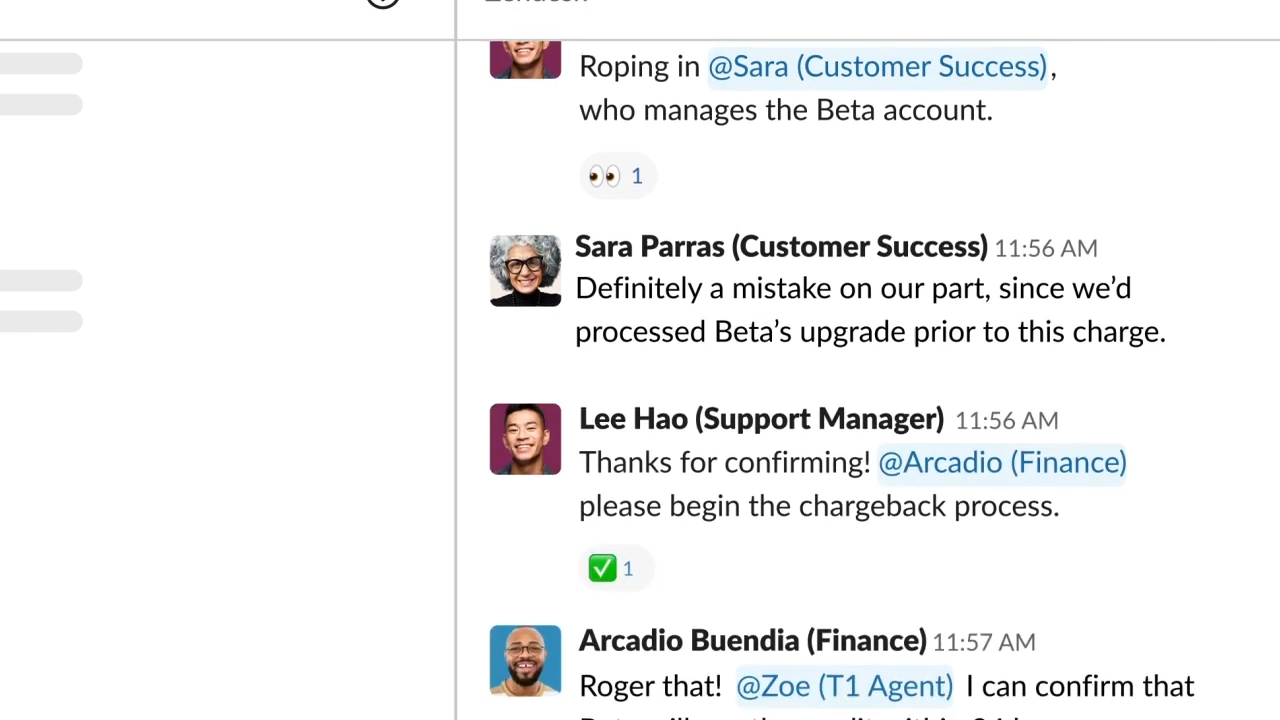 Zendesk
Roping in @Sara (Customer Success),
who manages the Beta account.
1
Sara Parras (Customer Success) 11:56 AM
Definitely a mistake on our part, since we’d
processed Beta’s upgrade prior to this charge.
Lee Hao (Support Manager) 11:56 AM
Thanks for confirming! @Arcadio (Finance)
please begin the chargeback process.
1
Arcadio Buendia (Finance) 11:57 AM
Roger that! @Zoe (T1 Agent) I can confirm that